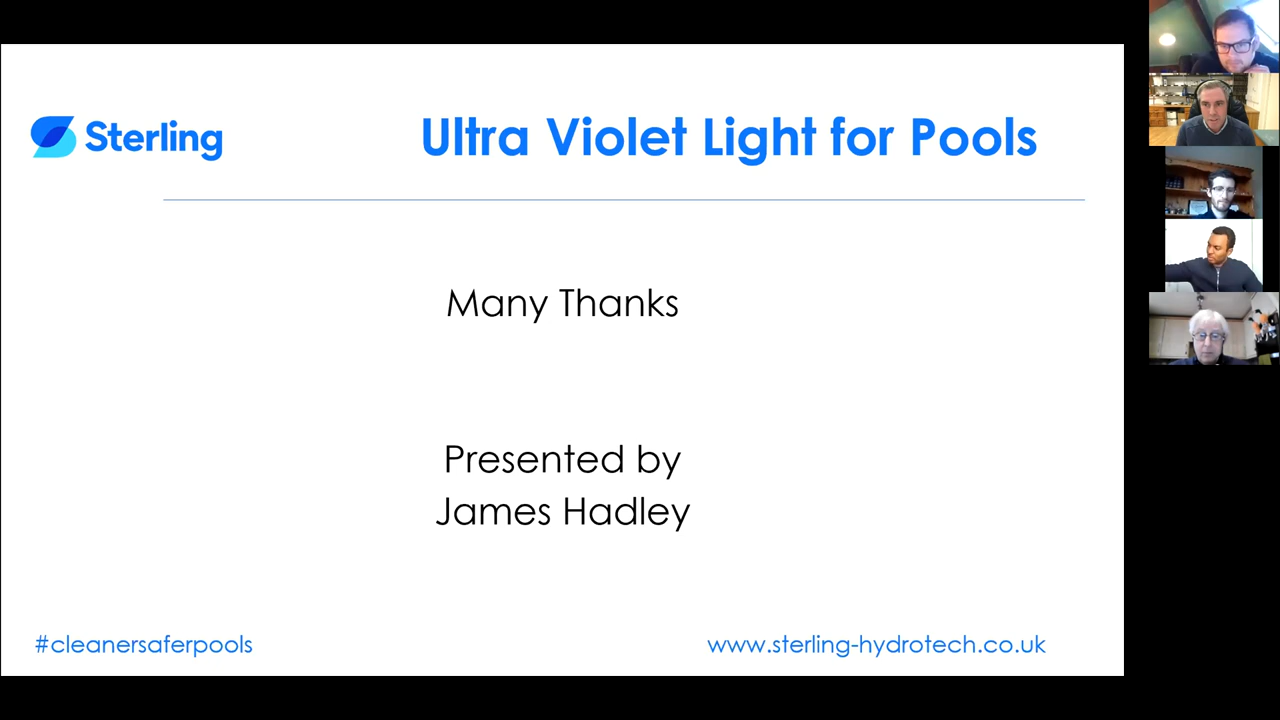 Sterling
Ultra Violet Light for Pools
Many Thanks
Presented by
James Hadley
#cleanersaferpools
www.sterling-hydrotech.co.uk